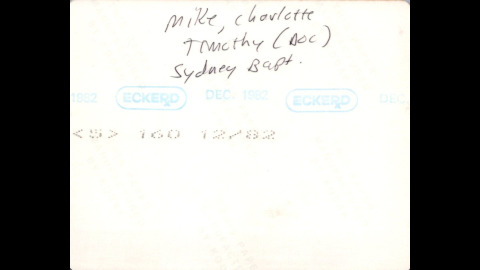 Mike, Charlotte
Timothy (Doc)
Sydney Bapt.
1982 ECKERD DEC. 1982 ECKERD DEC
<5> 160 12/82